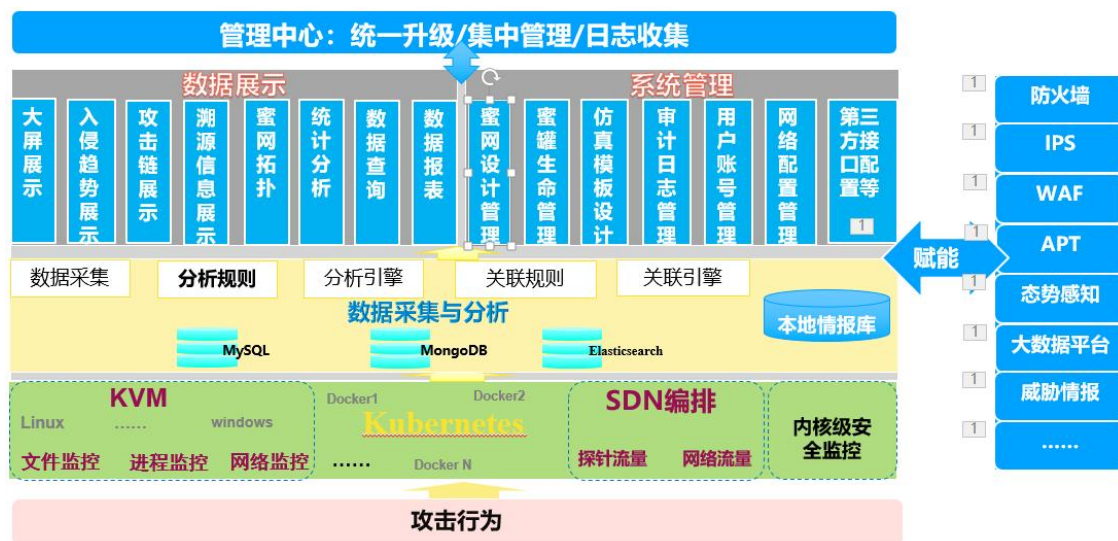 管理中心：统一升级/集中管理/日志收集
数据展示
系统管理
大屏展示
入侵趋势展示
攻击链展示
溯源信息展示
蜜网拓扑
统计分析
数据查询
数据报表
蜜网设计管理
蜜罐生命管理
仿真模板设计
审计日志管理
用户账号管理
网络配置管理
第三方接口配置等
1
数据采集
分析规则
分析引擎
关联规则
关联引擎
数据采集与分析
本地情报库
MySQL
MongoDB
Elasticsearch
KVM
Linux
……
windows
文件监控
进程监控
网络监控
Docker1
Docker2
Kubernetes
……
Docker N
SDN编排
探针流量
网络流量
内核级安
全监控
攻击行为
赋能
1
防火墙
1
IPS
1
WAF
1
APT
1
态势感知
1
大数据平台
1
威胁情报
1
……